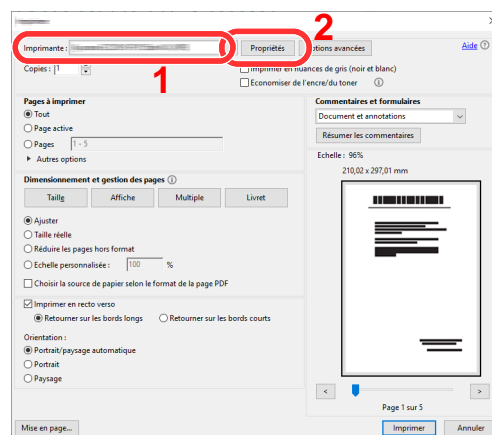 2
Imprimante :
Propriétés
Options avancées
Aide
1
Copies : 1
Imprimer en nuances de gris (noir et blanc)
Economiser de l'encre/du toner
Pages à imprimer
Tout
Page active
Pages 1 - 5
Autres options
Commentaires et formulaires
Document et annotations
Résumer les commentaires
Echelle : 96%
210,02 x 297,01 mm
Dimensionnement et gestion des pages
Taille Affiche Multiple Livret
Ajuster
Taille réelle
Réduire les pages hors format
Echelle personnalisée : 100 %
Choisir la source de papier selon le format de la page PDF
Imprimer en recto verso
Retourner sur les bords longs Retourner sur les bords courts
Orientation :
Portrait/paysage automatique
Portrait
Paysage
< >
Page 1 sur 5
Mise en page... Imprimer Annuler